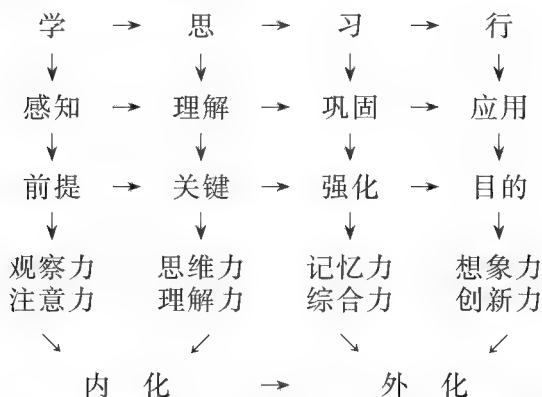 学 → 思 → 习 → 行
↓ ↓ ↓ ↓
感知 → 理解 → 巩固 → 应用
↓ ↓ ↓ ↓
前提 → 关键 → 强化 → 目的
↓ ↓ ↓ ↓
观察力 思维力 记忆力 想象力
注意力 理解力 综合力 创新力
↘ ↙ ↘ ↙
内 化 → 外 化